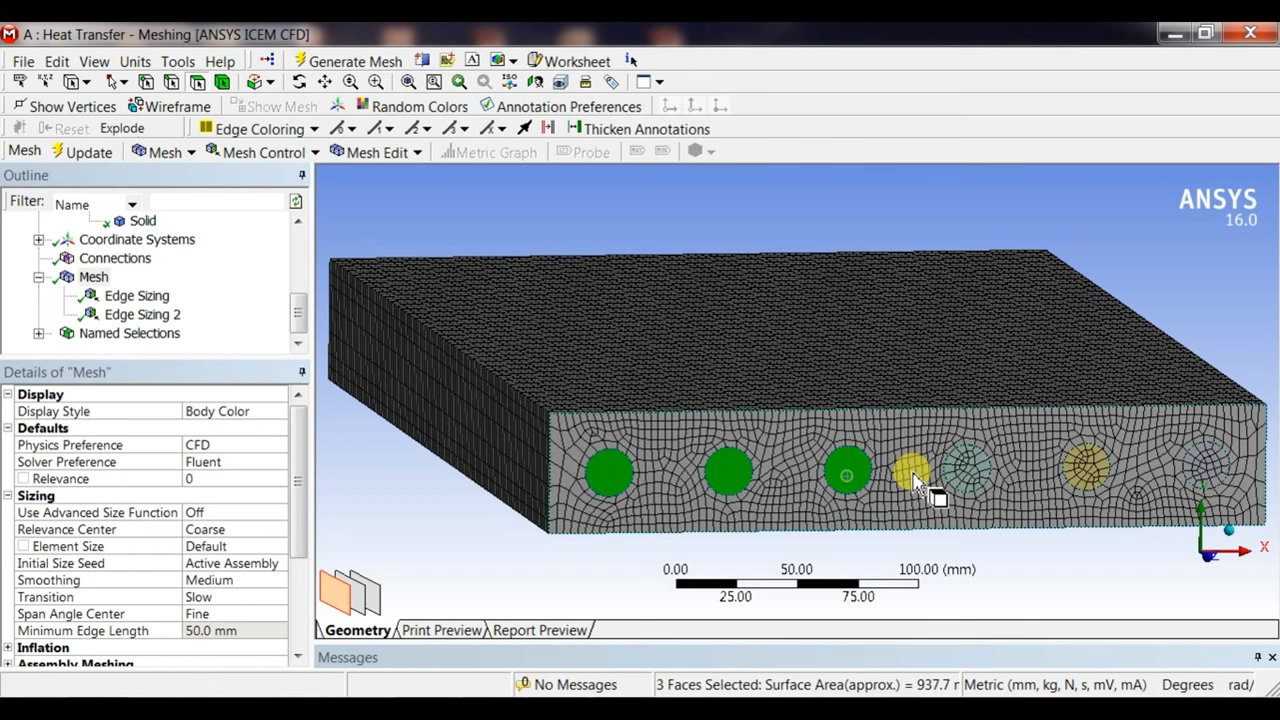 A : Heat Transfer - Meshing [ANSYS ICEM CFD]
File Edit View Units Tools Help Generate Mesh A Worksheet i
ISO
Show Vertices Wireframe Show Mesh Random Colors Annotation Preferences
Reset Explode Edge Coloring Thicken Annotations
Mesh Update Mesh Mesh Control Mesh Edit Metric Graph Probe
Outline
Filter: Name
Solid
Coordinate Systems
Connections
Mesh
Edge Sizing
Edge Sizing 2
Named Selections
Details of "Mesh"
Display
Display Style Body Color
Defaults
Physics Preference CFD
Solver Preference Fluent
Relevance 0
Sizing
Use Advanced Size Function Off
Relevance Center Coarse
Element Size Default
Initial Size Seed Active Assembly
Smoothing Medium
Transition Slow
Span Angle Center Fine
Minimum Edge Length 50.0 mm
Inflation
Assembly Meshing
ANSYS
16.0
X
0.00 50.00 100.00 (mm)
25.00 75.00
Geometry Print Preview Report Preview
Messages
No Messages 3 Faces Selected: Surface Area(approx.) = 937.7 r Metric (mm, kg, N, s, mV, mA) Degrees rad/